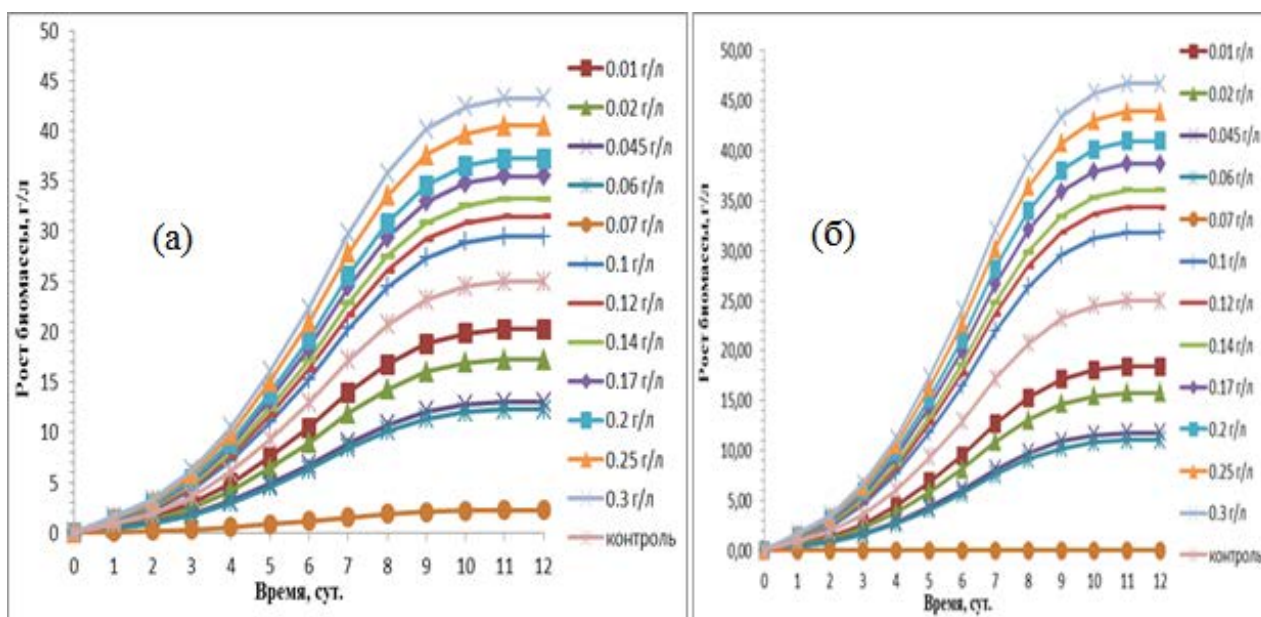 50
45
40
35
30
25
20
15
10
5
0
Рост биомассы, г/л
(а)
0 1 2 3 4 5 6 7 8 9 10 11 12
Время, сут.
0.01 г/л
0.02 г/л
0.045 г/л
0.06 г/л
0.07 г/л
0.1 г/л
0.12 г/л
0.14 г/л
0.17 г/л
0.2 г/л
0.25 г/л
0.3 г/л
контроль
50,00
45,00
40,00
35,00
30,00
25,00
20,00
15,00
10,00
5,00
0,00
Рост биомассы, г/л
(б)
0 1 2 3 4 5 6 7 8 9 10 11 12
Время, сут.
0.01 г/л
0.02 г/л
0.045 г/л
0.06 г/л
0.07 г/л
0.1 г/л
0.12 г/л
0.14 г/л
0.17 г/л
0.2 г/л
0.25 г/л
0.3 г/л
контроль